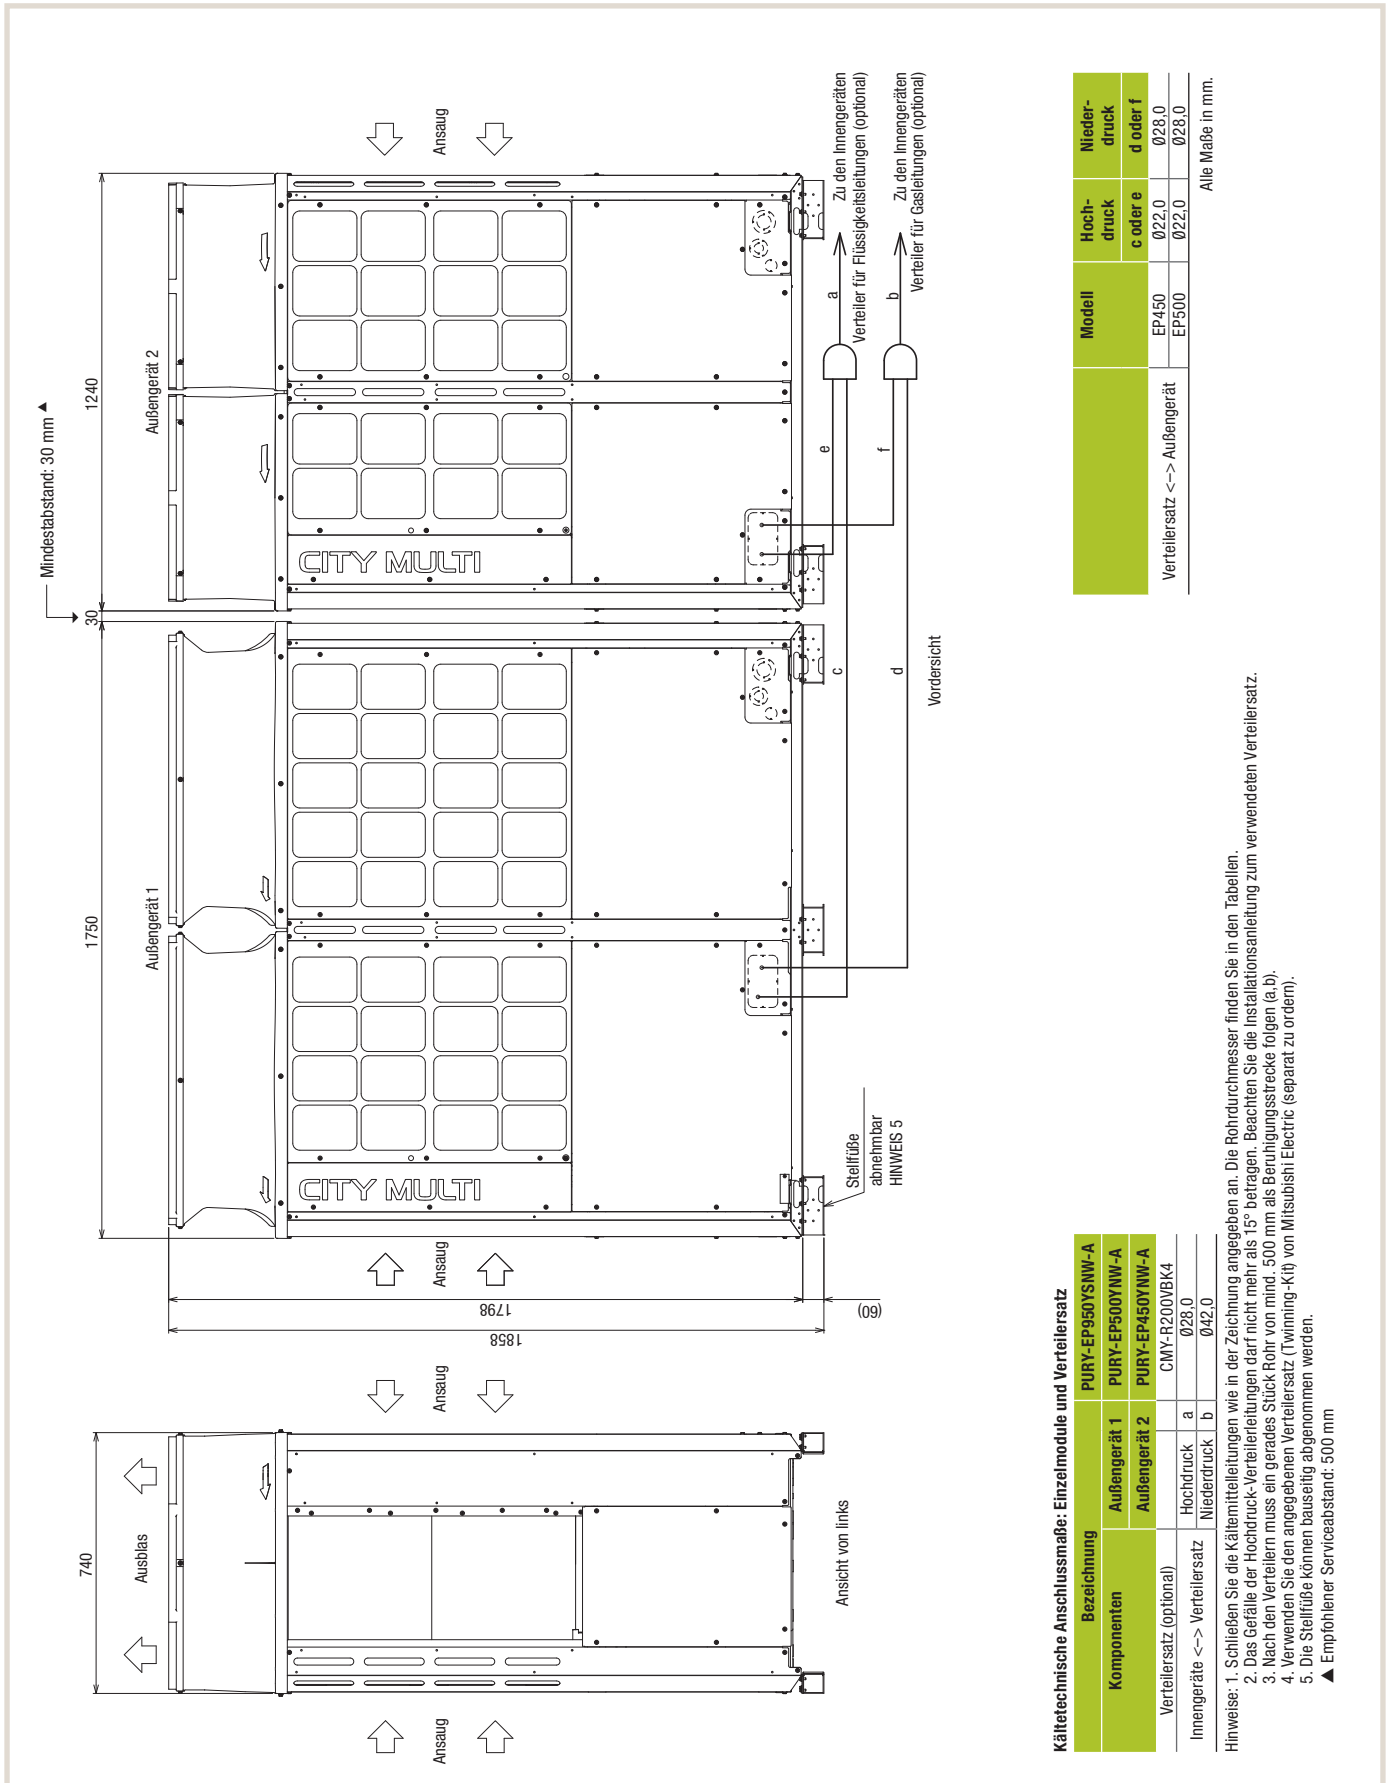 Mindestabstand: 30 mm ▲
740
1750
30
1240
Ausblas
Außengerät 1
Außengerät 2
CITY MULTI
CITY MULTI
Ansaug
Ansaug
Ansaug
Ansaug
1858
1798
(60)
Stellfüße
abnehmbar
HINWEIS 5
c
d
e
f
a
b
Zu den Innengeräten
Verteiler für Flüssigkeitsleitungen (optional)
Zu den Innengeräten
Verteiler für Gasleitungen (optional)
Ansicht von links
Vordersicht
Kältetechnische Anschlussmaße: Einzelmodule und Verteilersatz
Bezeichnung PURY-EP950YSNW-A
Komponenten Außengerät 1 PURY-EP500YNW-A
Außengerät 2 PURY-EP450YNW-A
Verteilersatz (optional) CMY-R200VBK4
Innengeräte <–> Verteilersatz Hochdruck a Ø28,0
Niederdruck b Ø42,0
Modell Hoch-druck Nieder-druck
c oder e d oder f
Verteilersatz <–> Außengerät EP450 Ø22,0 Ø28,0
EP500 Ø22,0 Ø28,0
Alle Maße in mm.
Hinweise: 1. Schließen Sie die Kältemittelleitungen wie in der Zeichnung angegeben an. Die Rohrdurchmesser finden Sie in den Tabellen.
2. Das Gefälle der Hochdruck-Verteilerleitungen darf nicht mehr als 15° betragen. Beachten Sie die Installationsanleitung zum verwendeten Verteilersatz.
3. Nach den Verteilern muss ein gerades Stück Rohr von mind. 500 mm als Beruhigungsstrecke folgen (a,b).
4. Verwenden Sie den angegebenen Verteilersatz (Twinning-Kit) von Mitsubishi Electric (separat zu ordern).
5. Die Stellfüße können bauseitig abgenommen werden.
▲ Empfohlener Serviceabstand: 500 mm